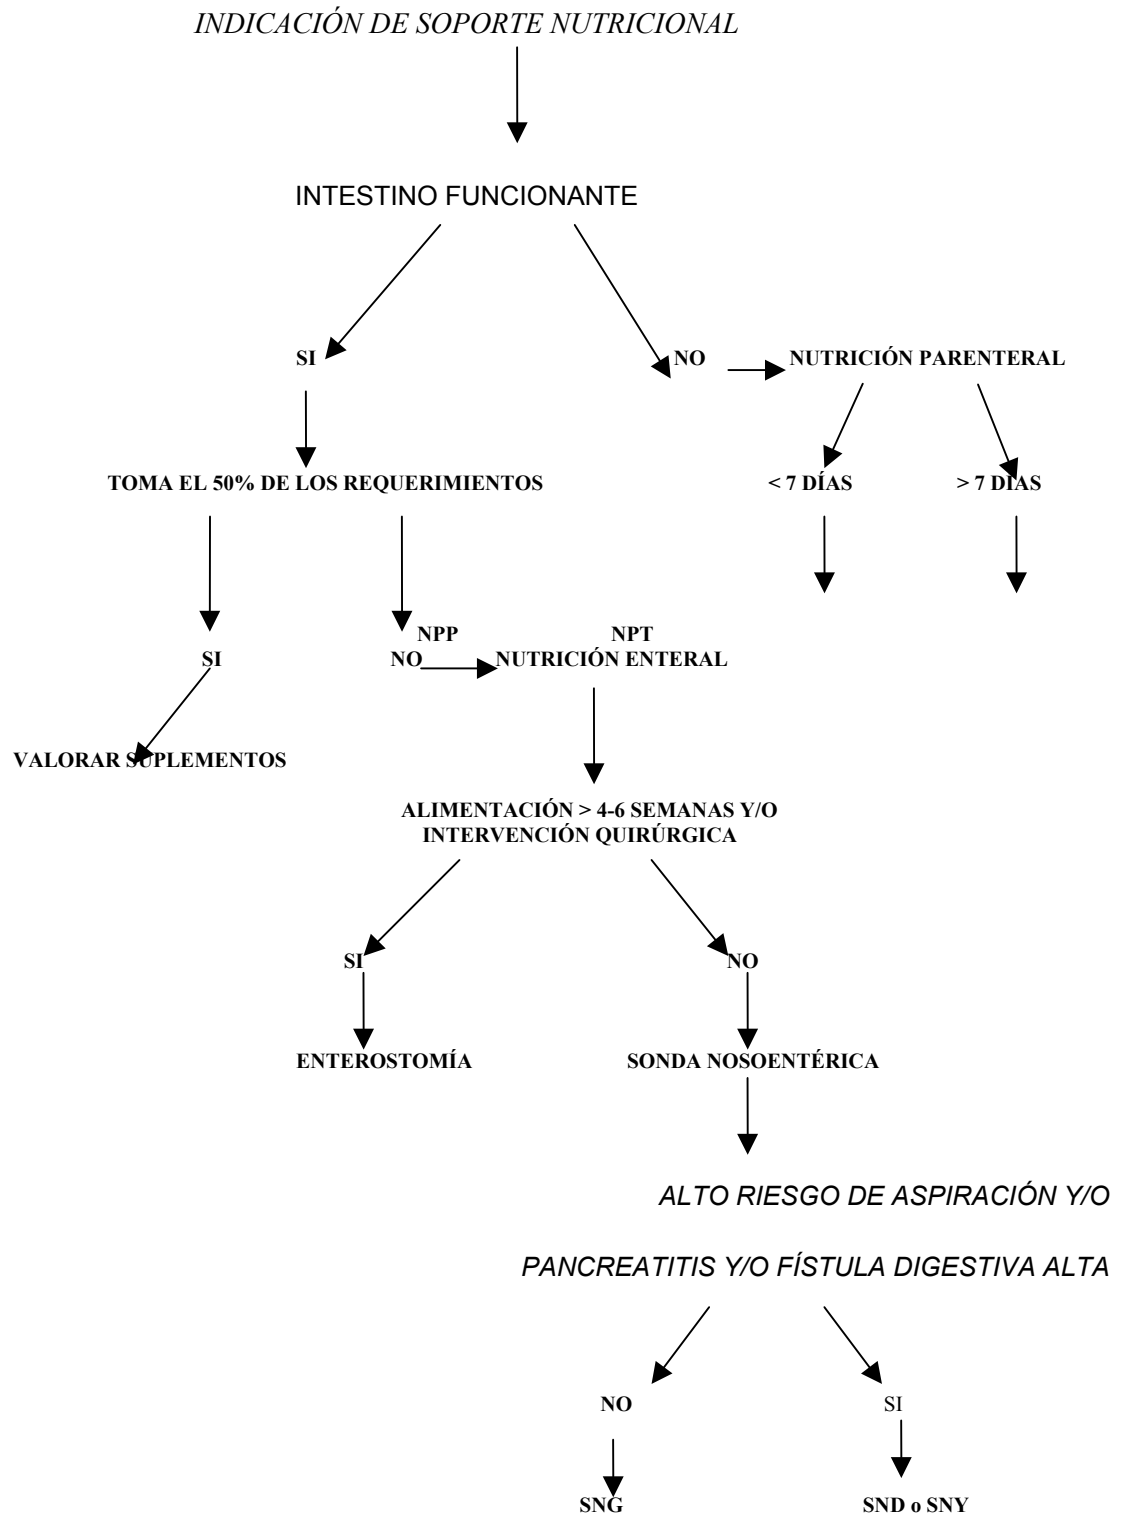 INDICACIÓN DE SOPORTE NUTRICIONAL
INTESTINO FUNCIONANTE
SI
NO
NUTRICIÓN PARENTERAL
TOMA EL 50% DE LOS REQUERIMIENTOS
< 7 DÍAS
> 7 DÍAS
NPP
NPT
SI
NO
NUTRICIÓN ENTERAL
VALORAR SUPLEMENTOS
ALIMENTACIÓN > 4-6 SEMANAS Y/O
INTERVENCIÓN QUIRÚRGICA
SI
NO
ENTEROSTOMÍA
SONDA NOSOENTÉRICA
ALTO RIESGO DE ASPIRACIÓN Y/O
PANCREATITIS Y/O FÍSTULA DIGESTIVA ALTA
NO
SI
SNG
SND o SNY